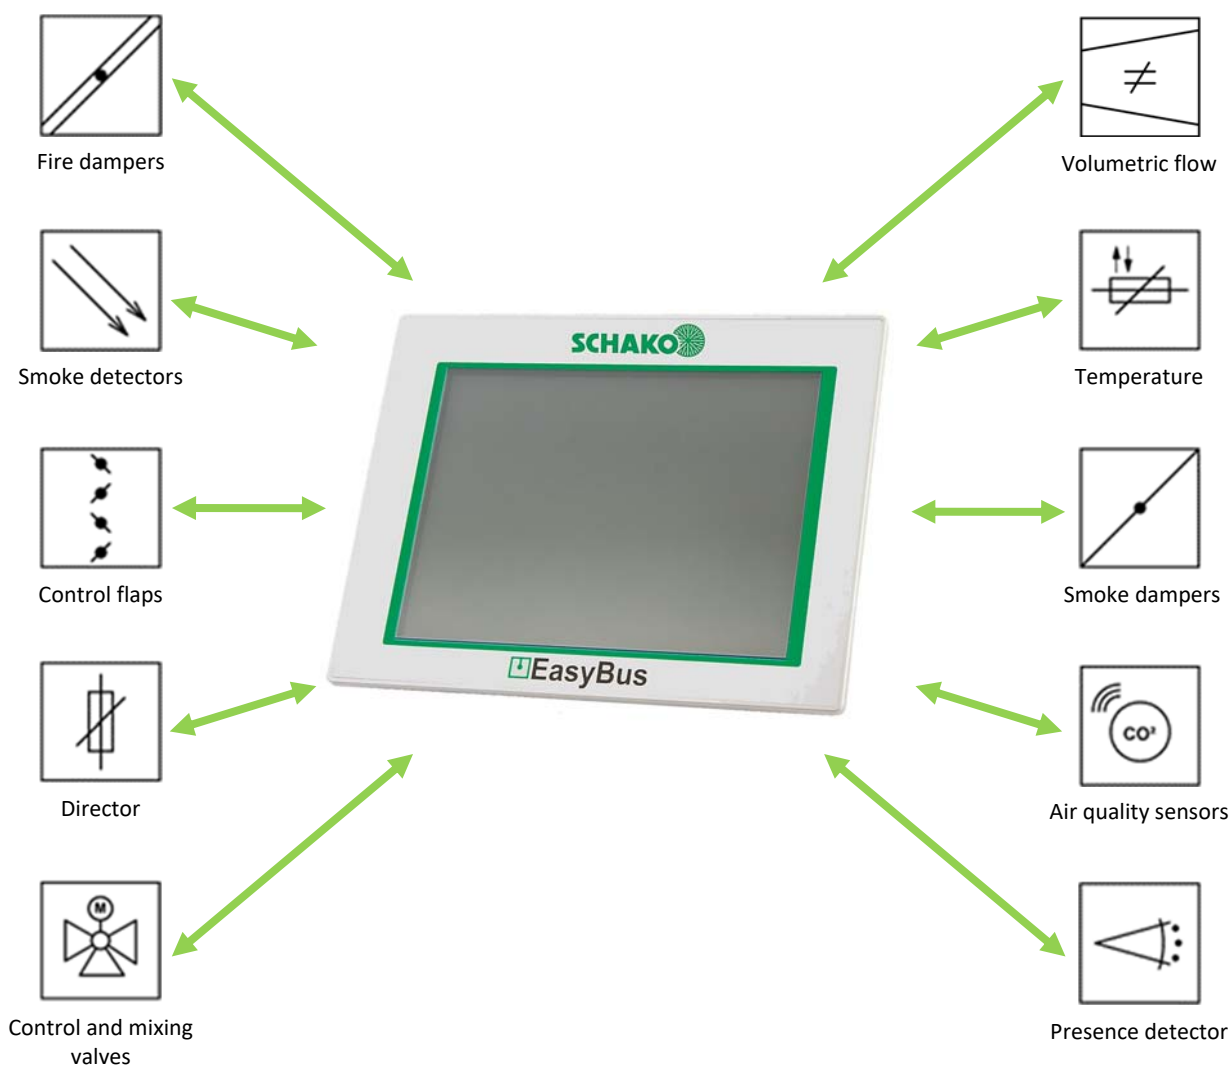 Fire dampers
Volumetric flow
Smoke detectors
Temperature
SCHAKO
Control flaps
Smoke dampers
EasyBus
Director
CO²
Air quality sensors
M
Control and mixing
valves
Presence detector